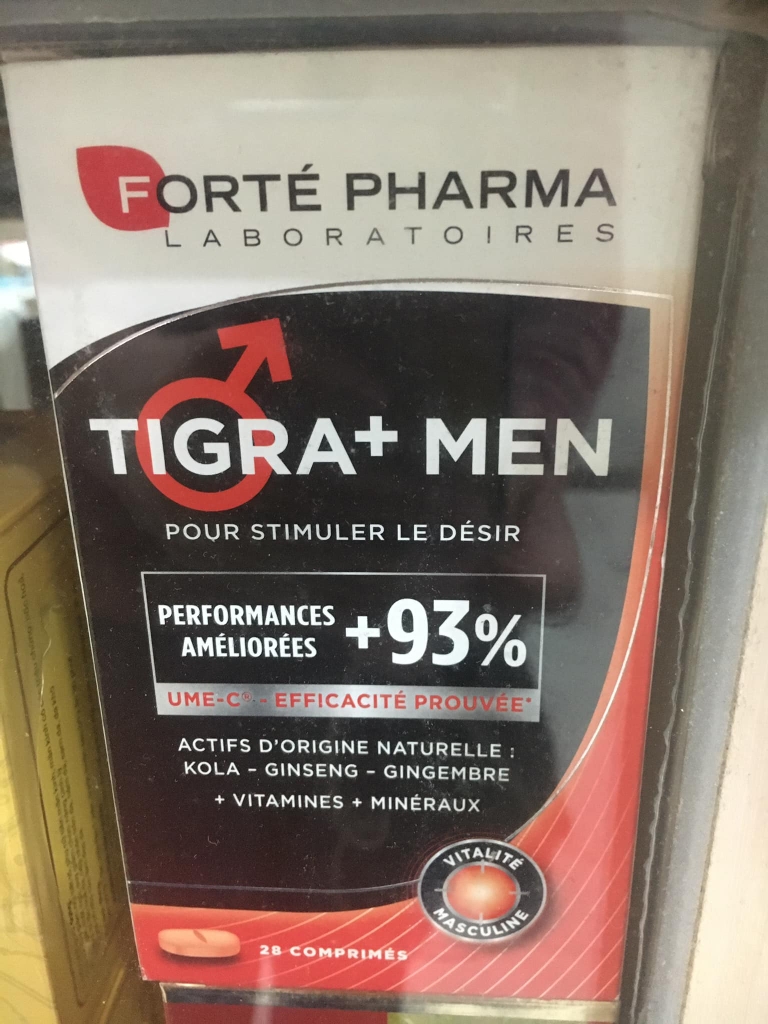 FORTÉ PHARMA
LABORATOIRES
TIGRA+ MEN
POUR STIMULER LE DÉSIR
PERFORMANCES
AMÉLIORÉES
+93%
UME-C® - EFFICACITÉ PROUVÉE*
ACTIFS D'ORIGINE NATURELLE :
KOLA – GINSENG – GINGEMBRE
+ VITAMINES + MINÉRAUX
VITALITÉ
MASCULINE
28 COMPRIMÉS